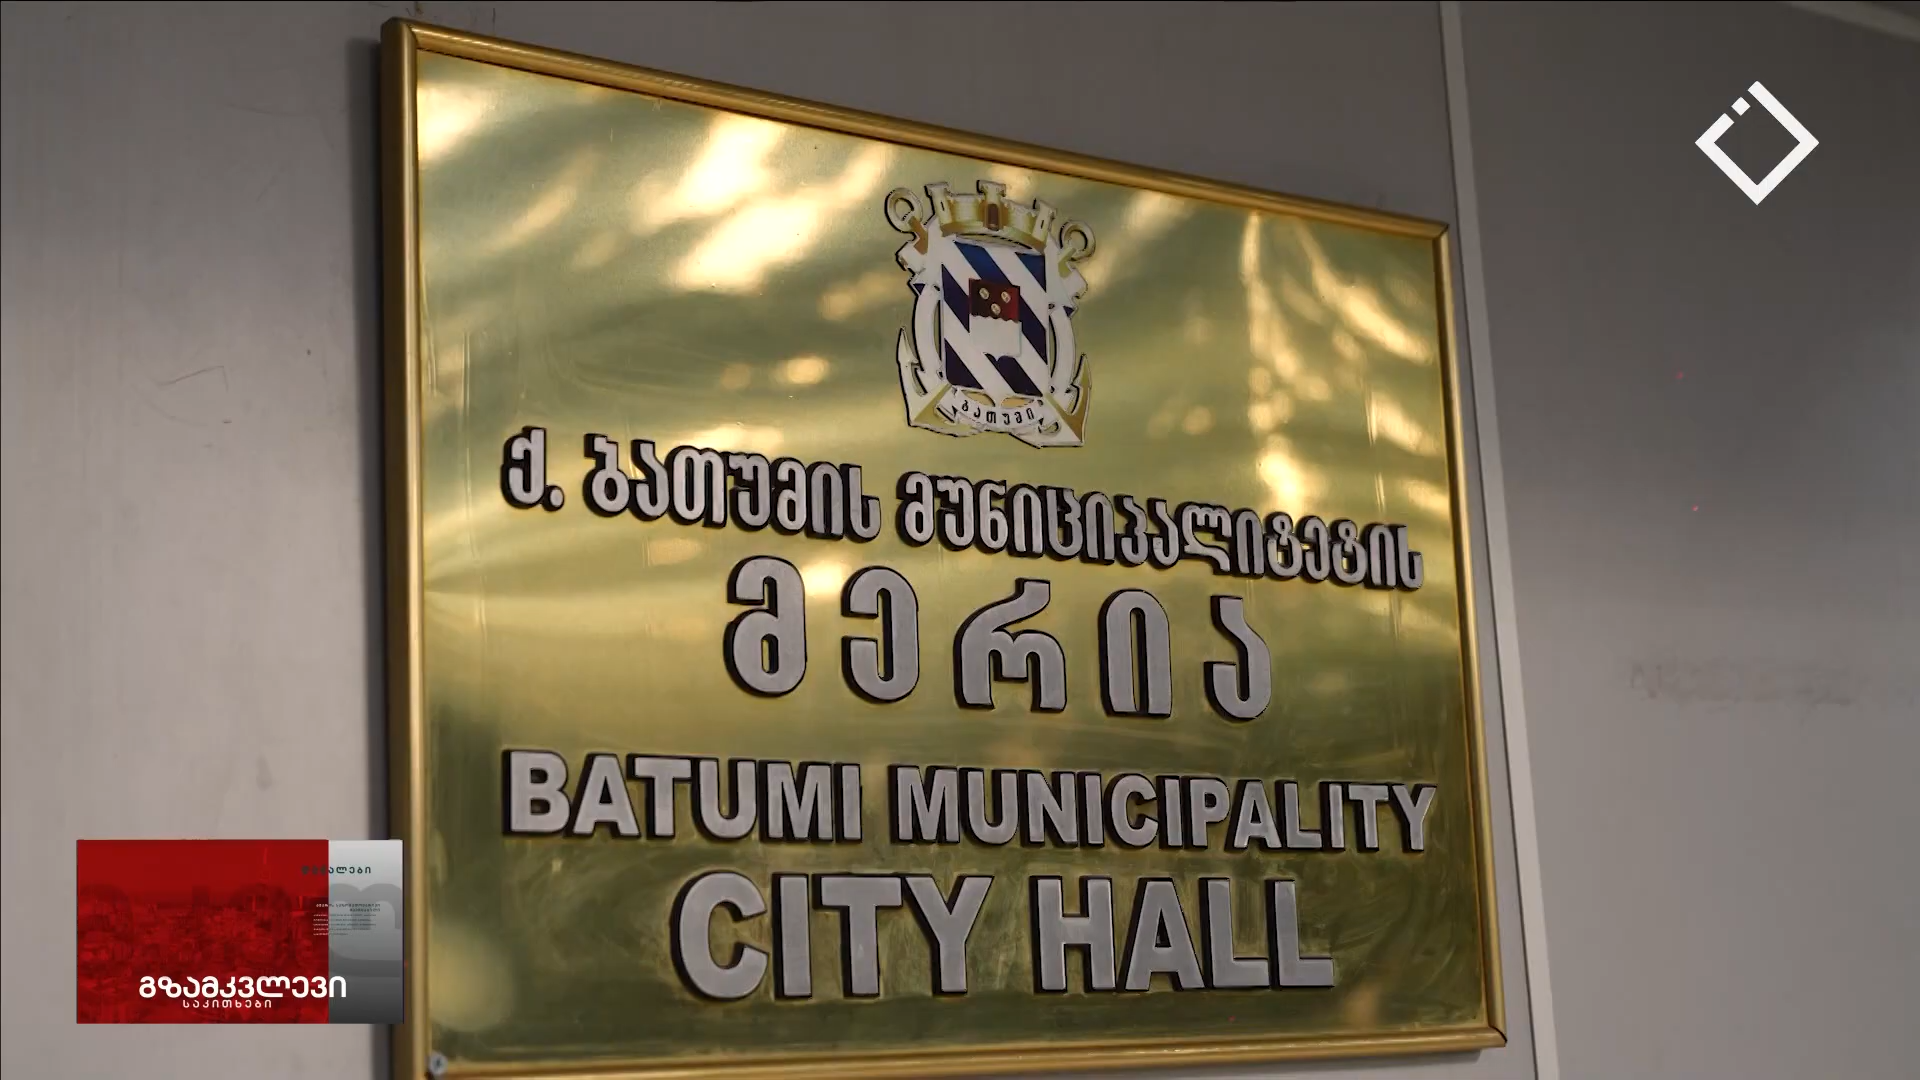 ბათუმი
ქ. ბათუმის მუნიციპალიტეტის
მერია
BATUMI MUNICIPALITY
CITY HALL
გზამკვლევი
საკითხები